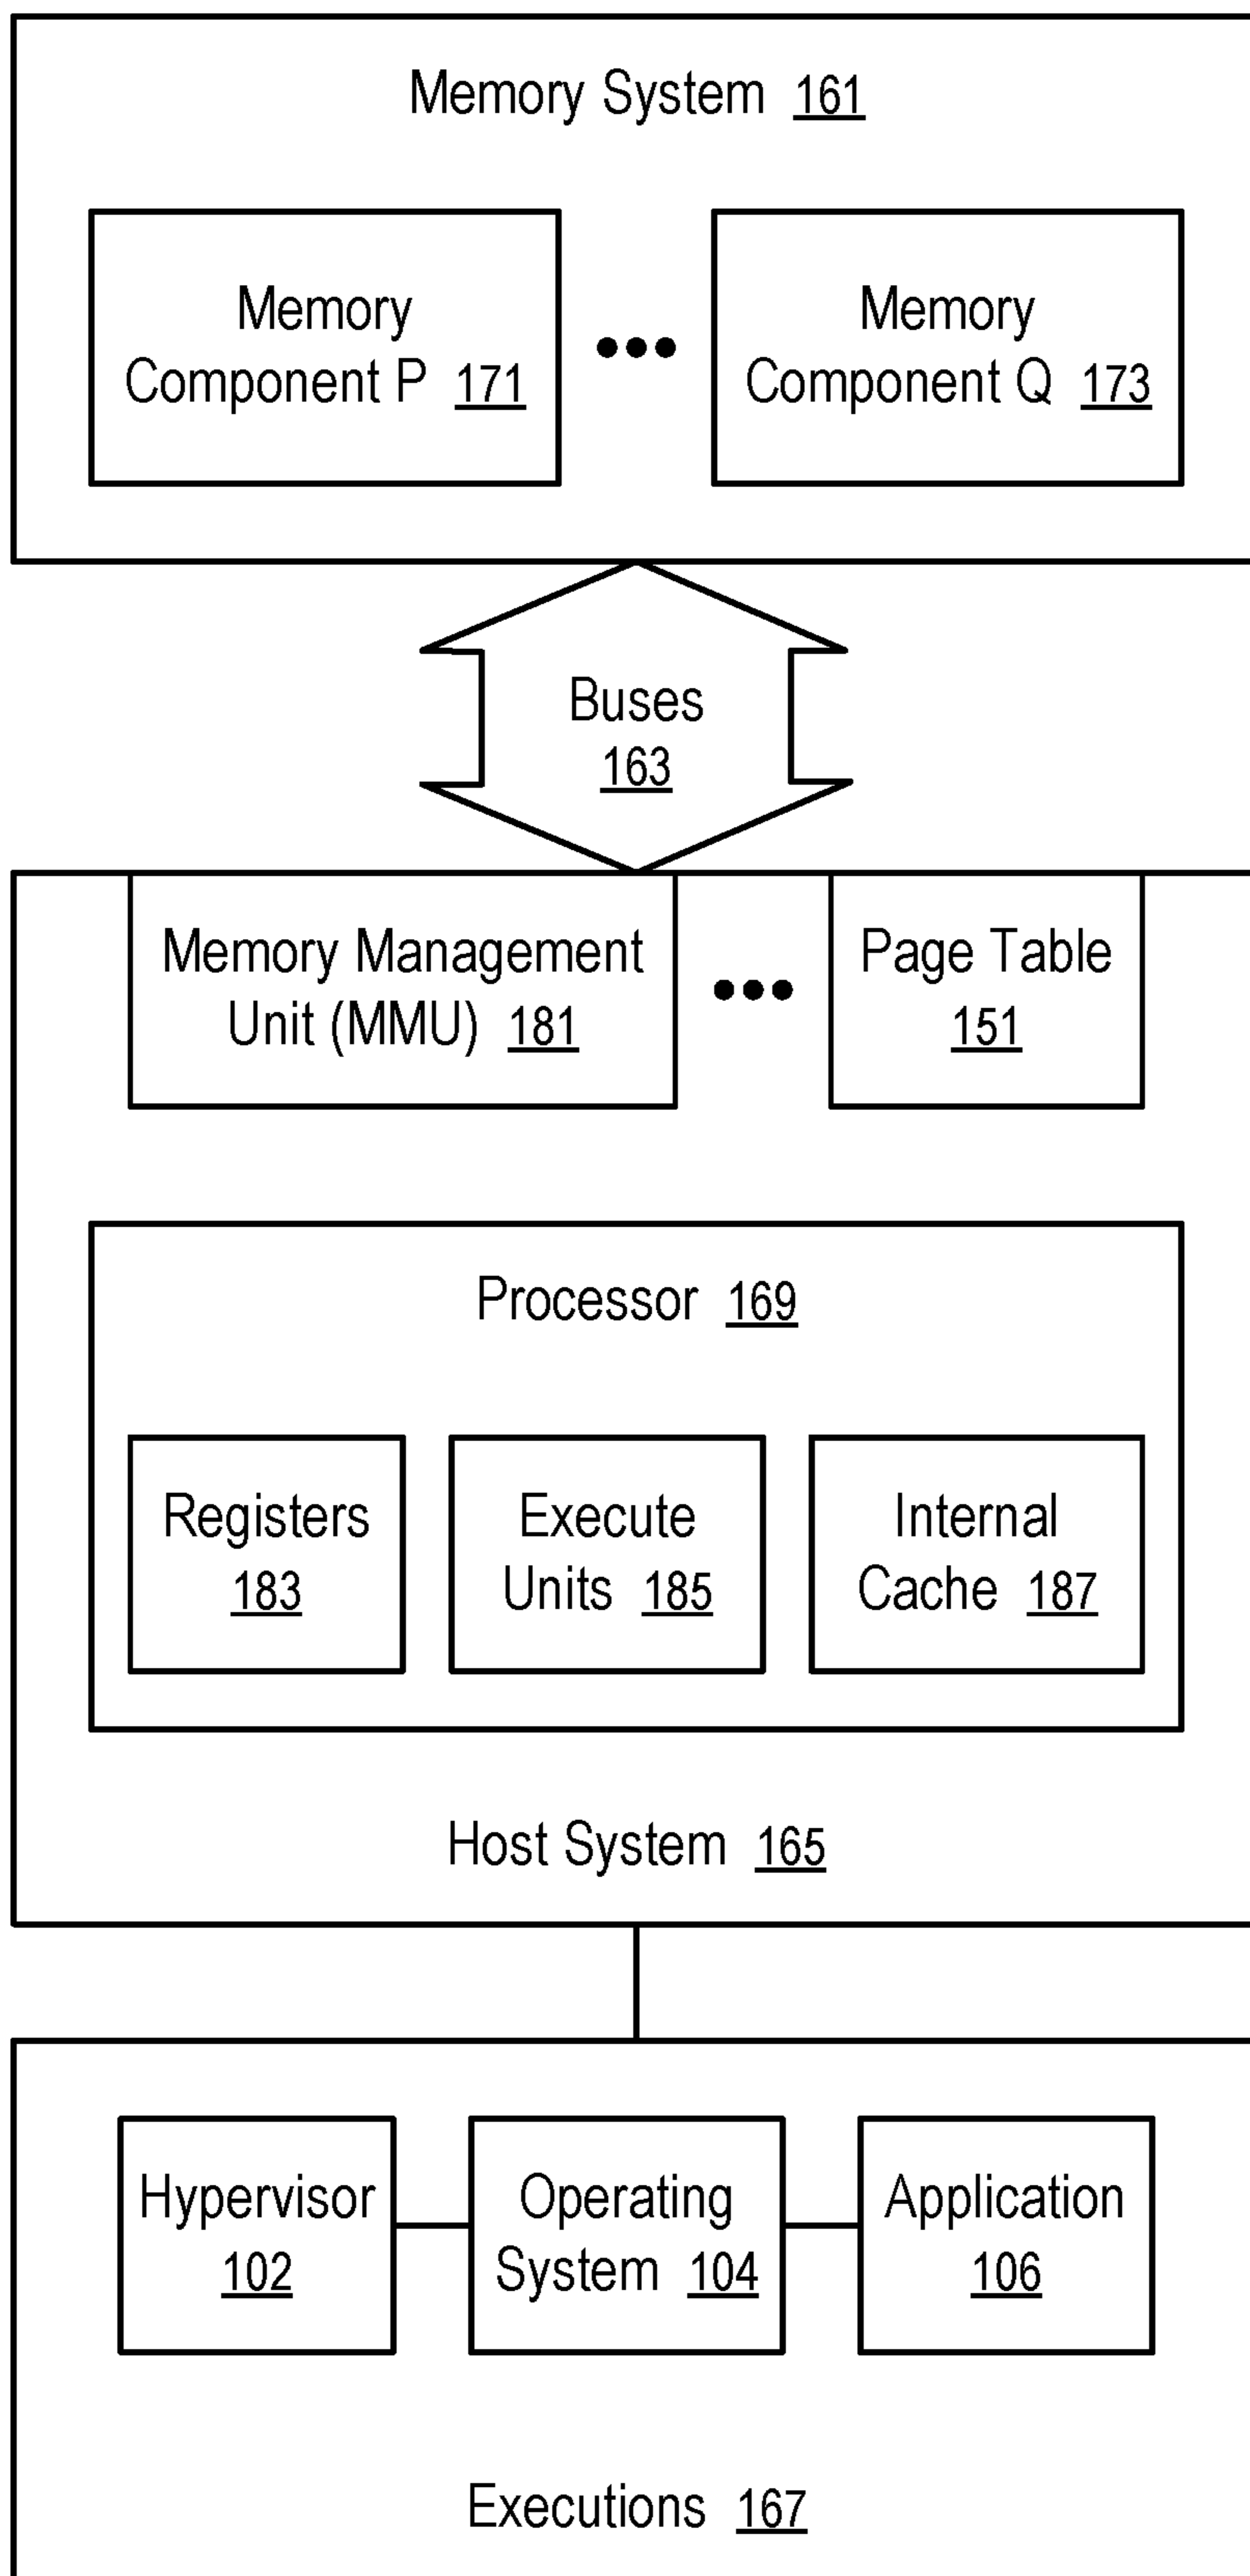 Memory System 161
Memory
Component P 171
Memory
Component Q 173
Buses
163
Memory Management
Unit (MMU) 181
Page Table
151
Processor 169
Registers
183
Execute
Units 185
Internal
Cache 187
Host System 165
Hypervisor
102
Operating
System 104
Application
106
Executions 167